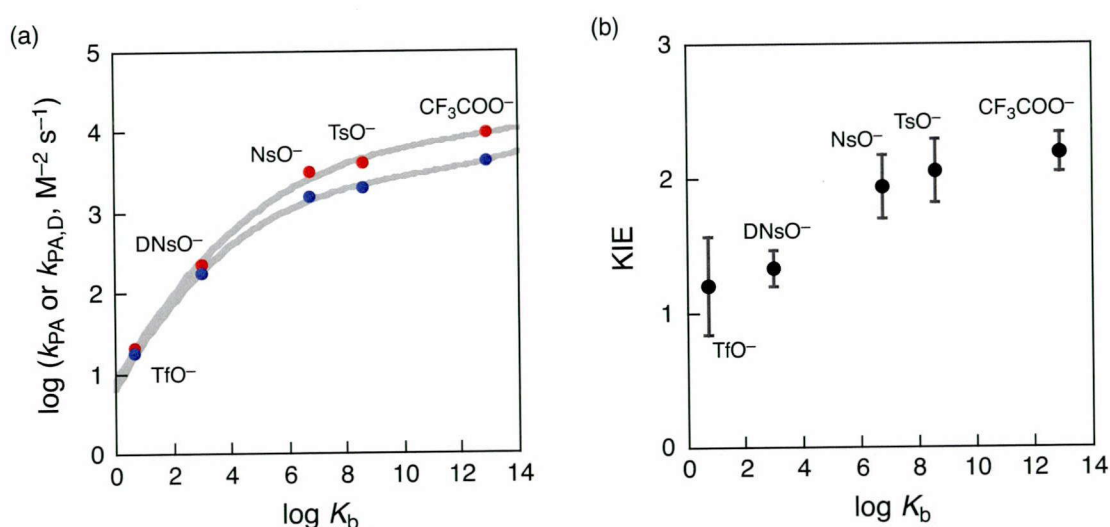 (a)
5
4
3
2
1
0
log (kPA or kPA,D, M⁻² s⁻¹)
CF₃COO⁻
TsO⁻
NsO⁻
DNsO⁻
TfO⁻
0 2 4 6 8 10 12 14
log Kb
(b)
3
2
1
0
KIE
CF₃COO⁻
TsO⁻
NsO⁻
DNsO⁻
TfO⁻
0 2 4 6 8 10 12 14
log Kb